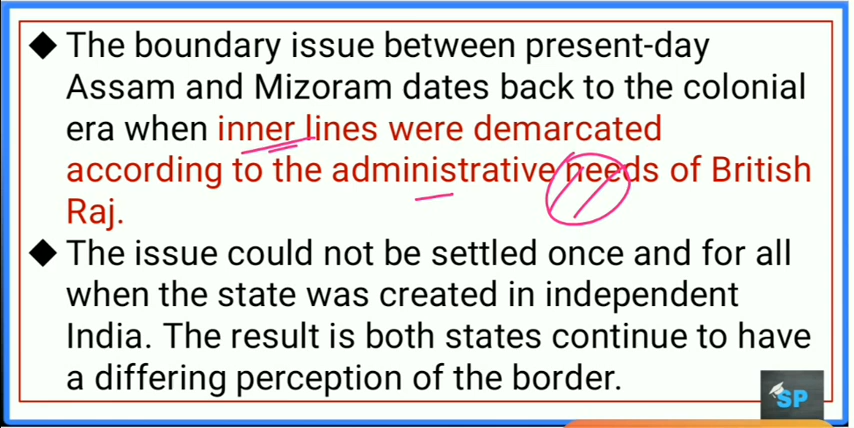 ◆ The boundary issue between present-day
Assam and Mizoram dates back to the colonial
era when inner lines were demarcated
according to the administrative needs of British
Raj.
◆ The issue could not be settled once and for all
when the state was created in independent
India. The result is both states continue to have
a differing perception of the border.
SP